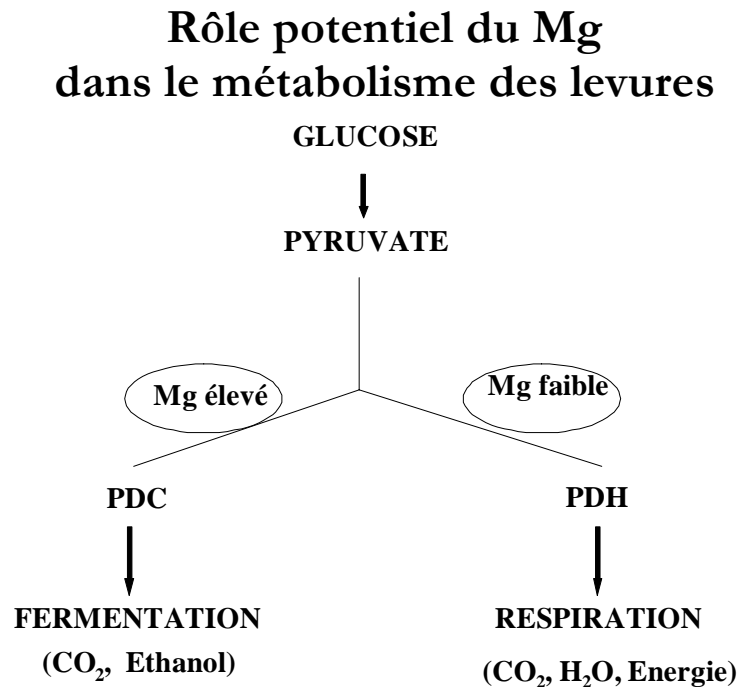 Rôle potentiel du Mg
dans le métabolisme des levures
GLUCOSE
PYRUVATE
Mg élevé
Mg faible
PDC
PDH
FERMENTATION
(CO₂, Ethanol)
RESPIRATION
(CO₂, H₂O, Energie)